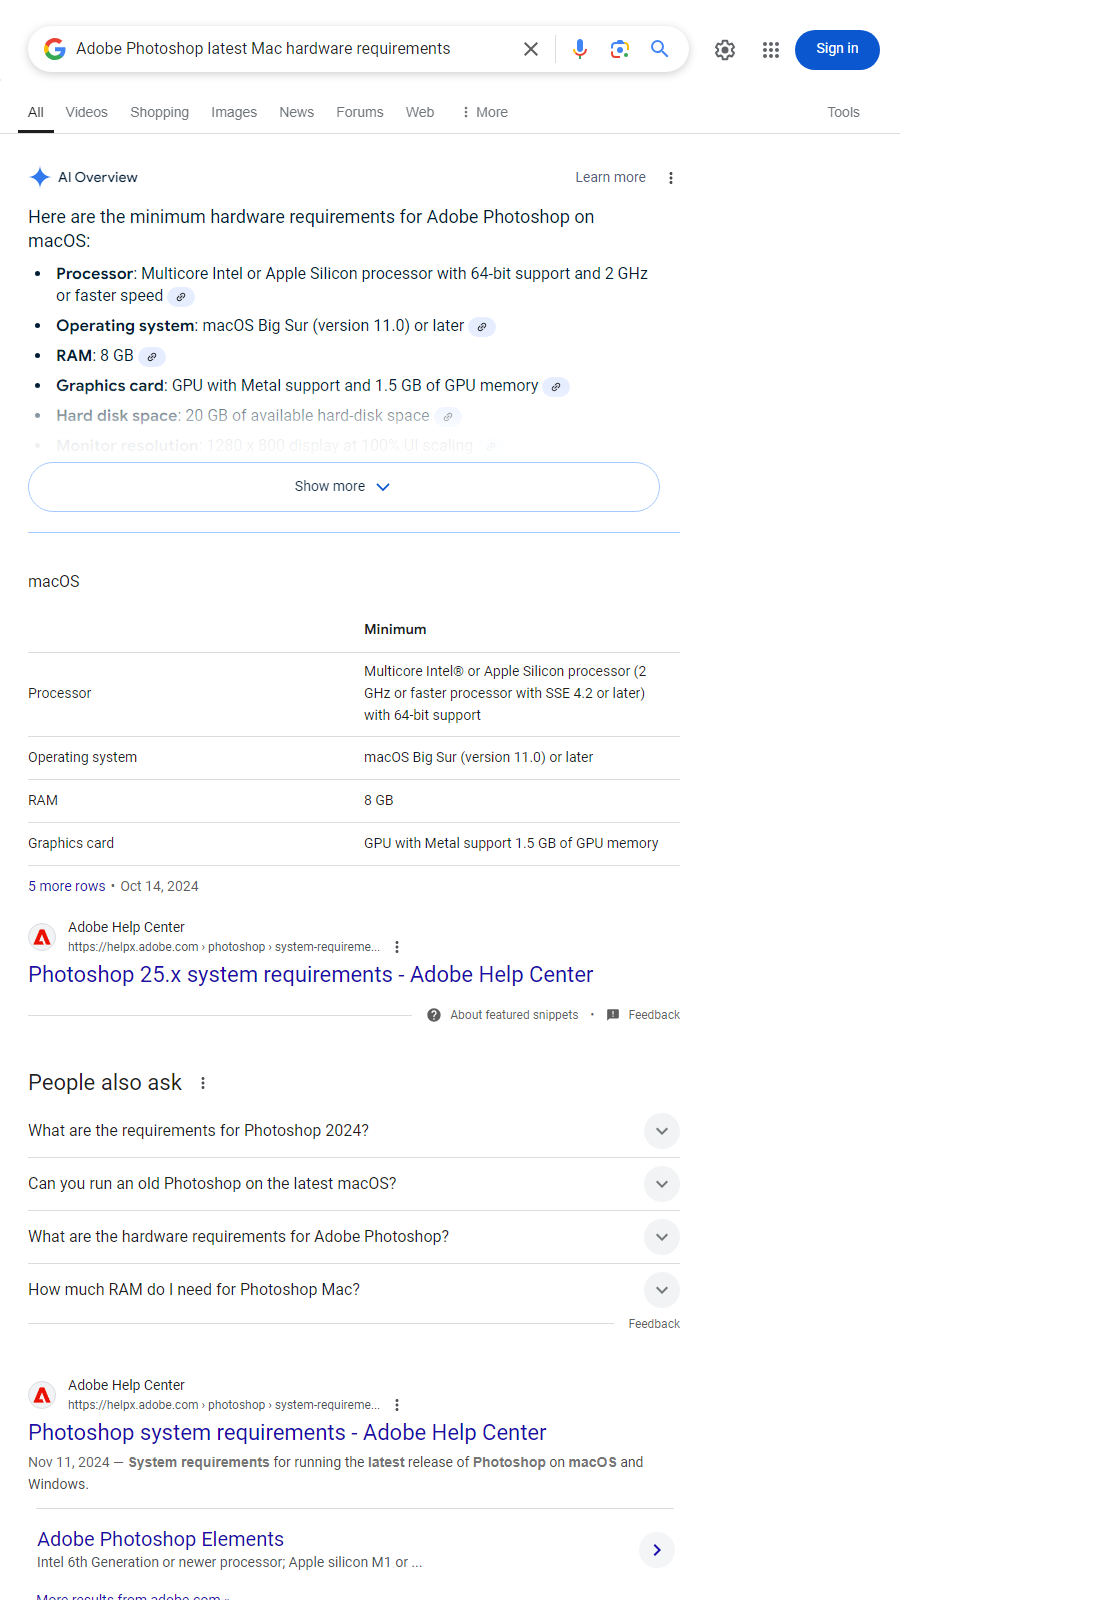 Adobe Photoshop latest Mac hardware requirements
Sign in
All Videos Shopping Images News Forums Web More Tools
AI Overview
Learn more
Here are the minimum hardware requirements for Adobe Photoshop on
macOS:
Processor: Multicore Intel or Apple Silicon processor with 64-bit support and 2 GHz
or faster speed
Operating system: macOS Big Sur (version 11.0) or later
RAM: 8 GB
Graphics card: GPU with Metal support and 1.5 GB of GPU memory
Hard disk space: 20 GB of available hard-disk space
Monitor resolution: 1280 x 800 display at 100% UI scaling
Show more
macOS
Minimum
Processor
Multicore Intel® or Apple Silicon processor (2
GHz or faster processor with SSE 4.2 or later)
with 64-bit support
Operating system
macOS Big Sur (version 11.0) or later
RAM
8 GB
Graphics card
GPU with Metal support 1.5 GB of GPU memory
5 more rows • Oct 14, 2024
Adobe Help Center
https://helpx.adobe.com › photoshop › system-requireme...
Photoshop 25.x system requirements - Adobe Help Center
About featured snippets • Feedback
People also ask
What are the requirements for Photoshop 2024?
Can you run an old Photoshop on the latest macOS?
What are the hardware requirements for Adobe Photoshop?
How much RAM do I need for Photoshop Mac?
Feedback
Adobe Help Center
https://helpx.adobe.com › photoshop › system-requireme...
Photoshop system requirements - Adobe Help Center
Nov 11, 2024 — System requirements for running the latest release of Photoshop on macOS and
Windows.
Adobe Photoshop Elements
Intel 6th Generation or newer processor; Apple silicon M1 or ...
More results from adobe.com »